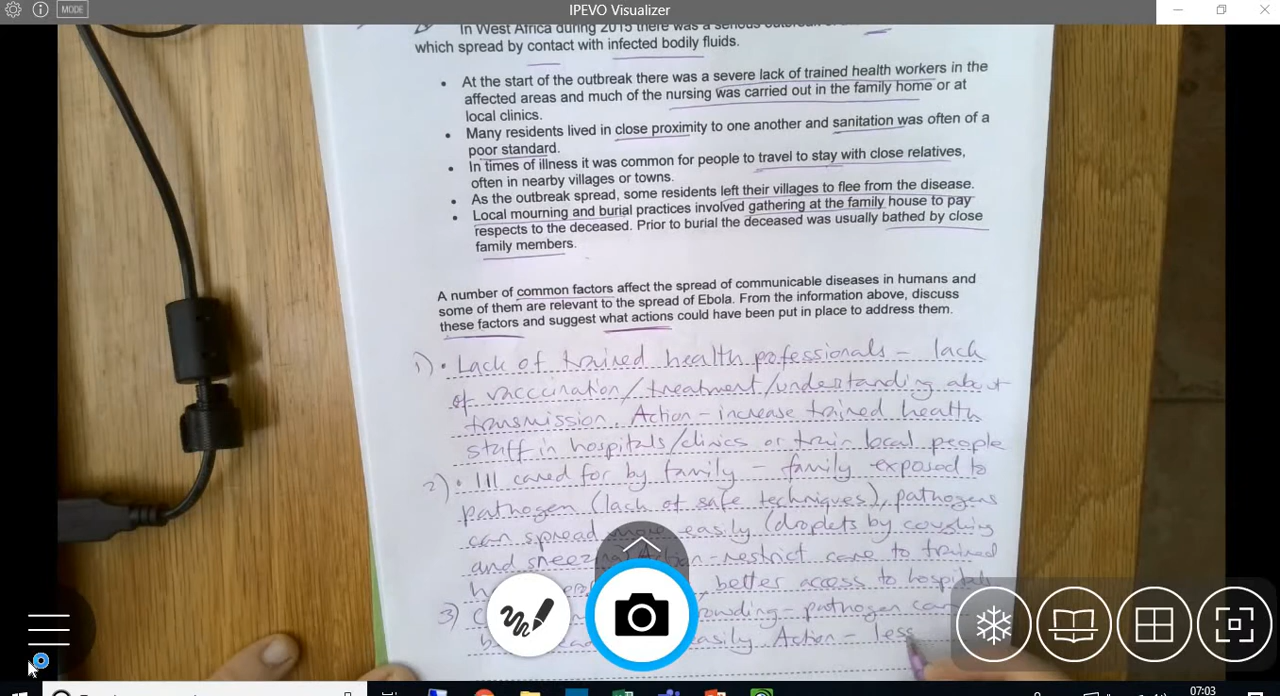 MODE
IPEVO Visualizer
In West Africa during 2015 there was a serious outbreak
which spread by contact with infected bodily fluids.
• At the start of the outbreak there was a severe lack of trained health workers in the
affected areas and much of the nursing was carried out in the family home or at
local clinics.
• Many residents lived in close proximity to one another and sanitation was often of a
poor standard.
• In times of illness it was common for people to travel to stay with close relatives,
often in nearby villages or towns.
• As the outbreak spread, some residents left their villages to flee from the disease.
• Local mourning and burial practices involved gathering at the family house to pay
respects to the deceased. Prior to burial the deceased was usually bathed by close
family members.
A number of common factors affect the spread of communicable diseases in humans and
some of them are relevant to the spread of Ebola. From the information above, discuss
these factors and suggest what actions could have been put in place to address them.
1) • Lack of trained health pofessionals - lack
of vaccination/treatment/understanding about
transmission. Action - increase trained health
staff in hospitals/clinics or train local people
2) • Ill cared for by family - family exposed to
pathogen (lack of safe techniques), pathogens
can spread more easily (droplets by coughing
and sneezing Action - restrict care to trained
better access to hospitals
3) pathogen can
easily Action - less
07:03